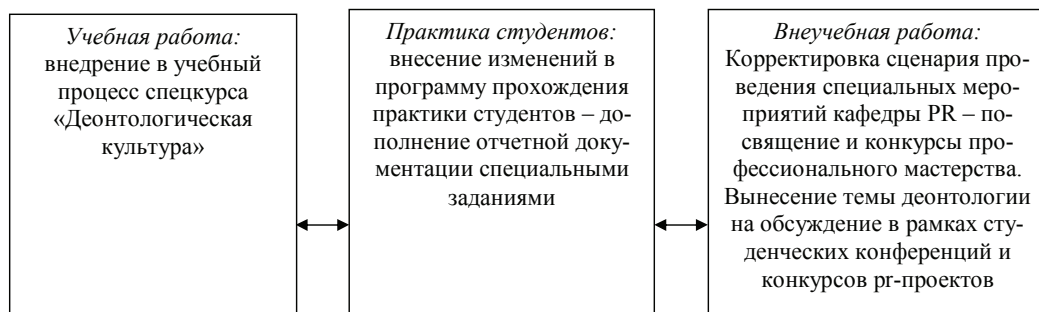 Учебная работа:
внедрение в учебный
процесс спецкурса
«Деонтологическая
культура»
Практика студентов:
внесение изменений в
программу прохождения
практики студентов – до-
полнение отчетной доку-
ментации специальными
заданиями
Внеучебная работа:
Корректировка сценария про-
ведения специальных меро-
приятий кафедры PR – по-
священие и конкурсы про-
фессионального мастерства.
Вынесение темы деонтологии
на обсуждение в рамках сту-
денческих конференций и
конкурсов pr-проектов